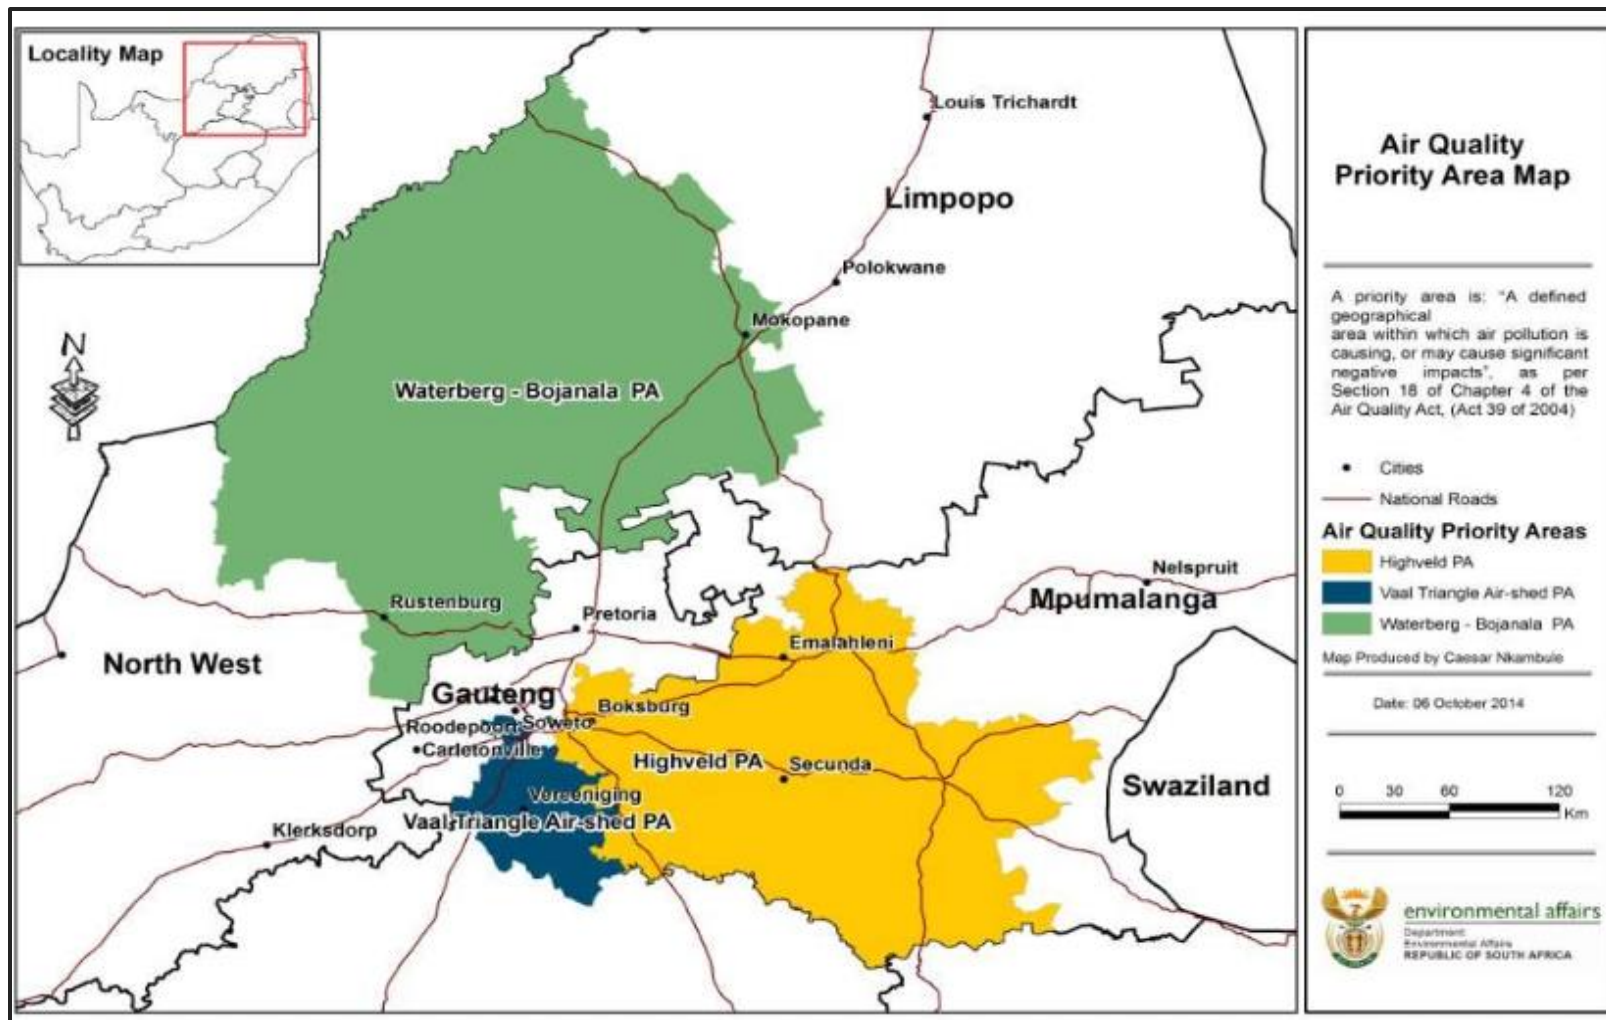 Locality Map
Louis Trichardt
Limpopo
Polokwane
Mokopane
N
Waterberg - Bojanala PA
Nelspruit
Rustenburg
Pretoria
Mpumalanga
Emalahleni
North West
Gauteng
Boksburg
Roodepoort
Soweto
Carletonville
Highveld PA
Secunda
Swaziland
Vereeniging
Vaal Triangle Air-shed PA
Klerksdorp
Air Quality
Priority Area Map
A priority area is: "A defined
geographical
area within which air pollution is
causing, or may cause significant
negative impacts", as per
Section 18 of Chapter 4 of the
Air Quality Act, (Act 39 of 2004)
Cities
National Roads
Air Quality Priority Areas
Highveld PA
Vaal Triangle Air-shed PA
Waterberg - Bojanala PA
Map Produced by Caesar Nkambule
Date: 06 October 2014
0 30 60 120
Km
environmental affairs
Department:
Environmental Affairs
REPUBLIC OF SOUTH AFRICA